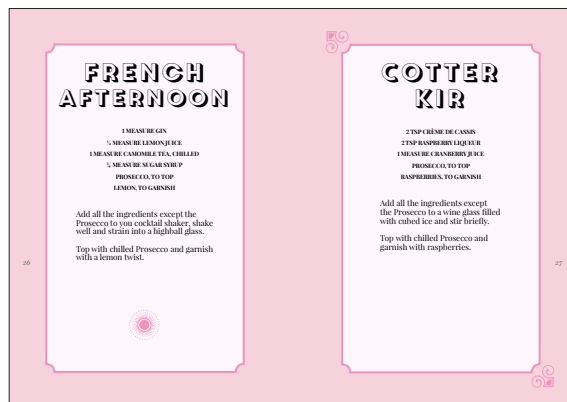 FRENCH
AFTERNOON
1 MEASURE GIN
MEASURE LEMON JUICE
1 MEASURE CAMOMILE TEA, CHILLED
MEASURE SUGAR SYRUP
PROSECCO, TO TOP
LEMON, TO GARNISH
Add all the ingredients except the
Prosecco to you cocktail shaker, shake
well and strain into a highball glass.
Top with chilled Prosecco and garnish
with a lemon twist.
26
COTTER
KIR
2 TSP CRÈME DE CASSIS
2 TSP RASPBERRY LIQUEUR
1 MEASURE CRANBERRY JUICE
PROSECCO, TO TOP
RASPBERRIES, TO GARNISH
Add all the ingredients except
the Prosecco to a wine glass filled
with cubed ice and stir briefly.
Top with chilled Prosecco and
garnish with raspberries.
27